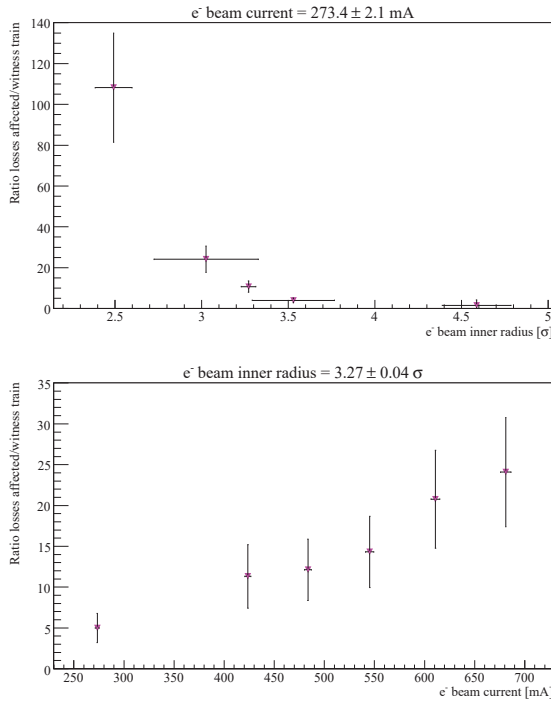 e⁻ beam current = 273.4 ± 2.1 mA
Ratio losses affected/witness train
140
120
100
80
60
40
20
0
2.5 3 3.5 4 4.5 5
e⁻ beam inner radius [σ]
e⁻ beam inner radius = 3.27 ± 0.04 σ
Ratio losses affected/witness train
35
30
25
20
15
10
5
0
250 300 350 400 450 500 550 600 650 700
e⁻ beam current [mA]